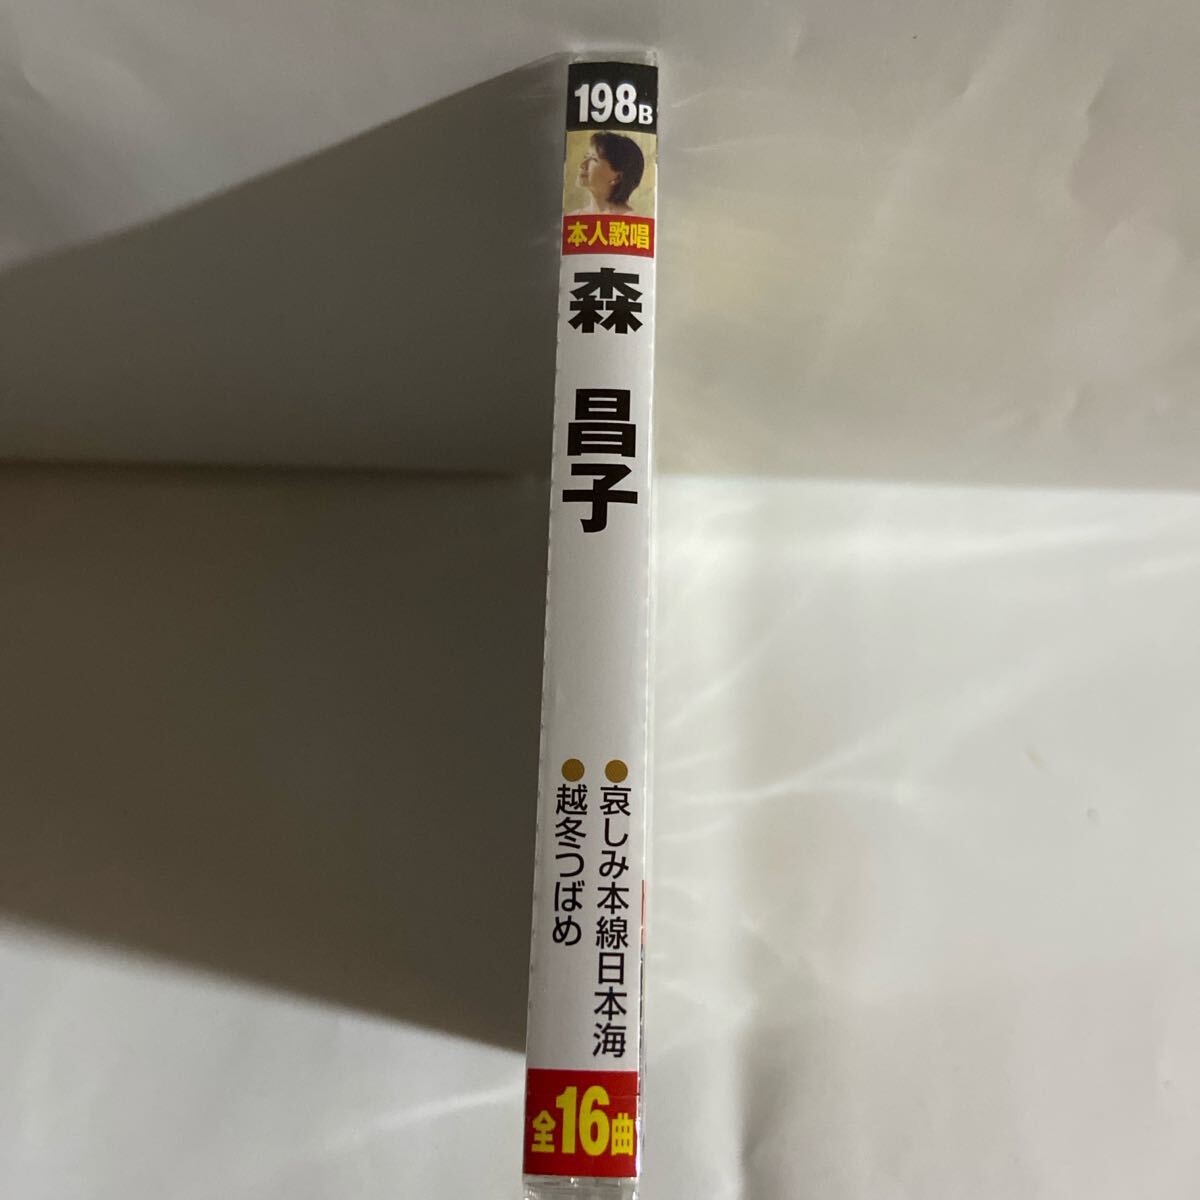 198B
本人歌唱
森 昌子
●哀しみ本線日本海
●越冬つばめ
全16曲